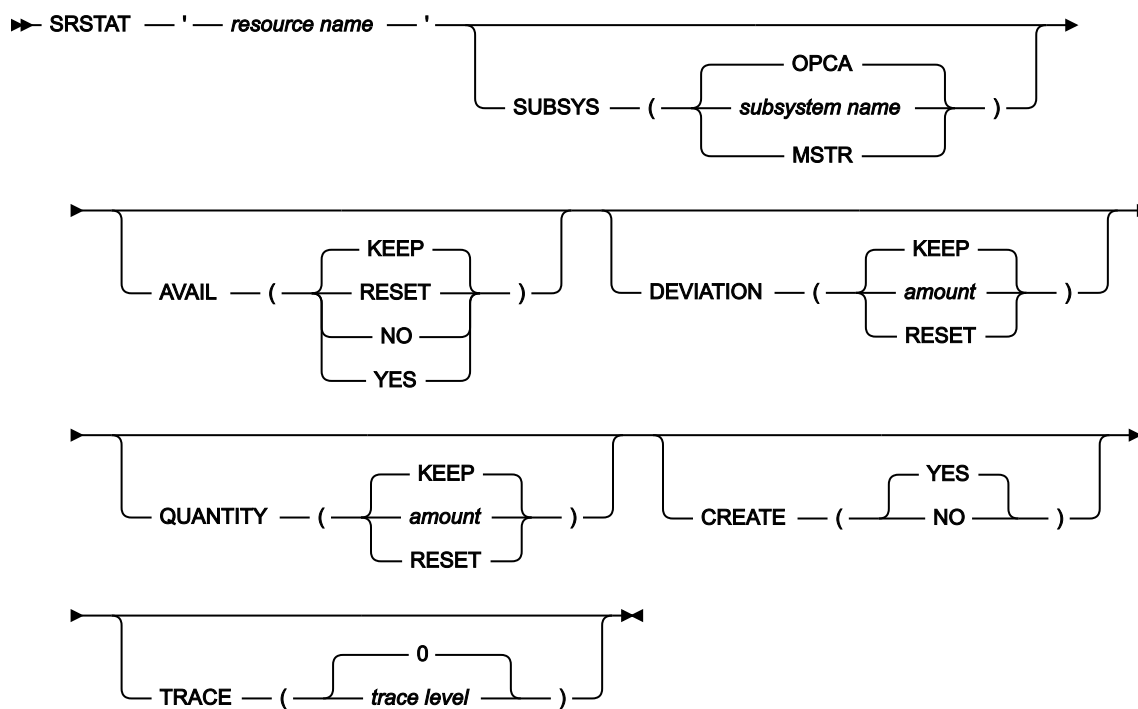 SRSTAT ' resource name '
OPCA
SUBSYS ( subsystem name )
MSTR
KEEP
AVAIL ( RESET )
NO
YES
KEEP
DEVIATION ( amount )
RESET
KEEP
QUANTITY ( amount )
RESET
YES
CREATE ( NO )
0
TRACE ( trace level )